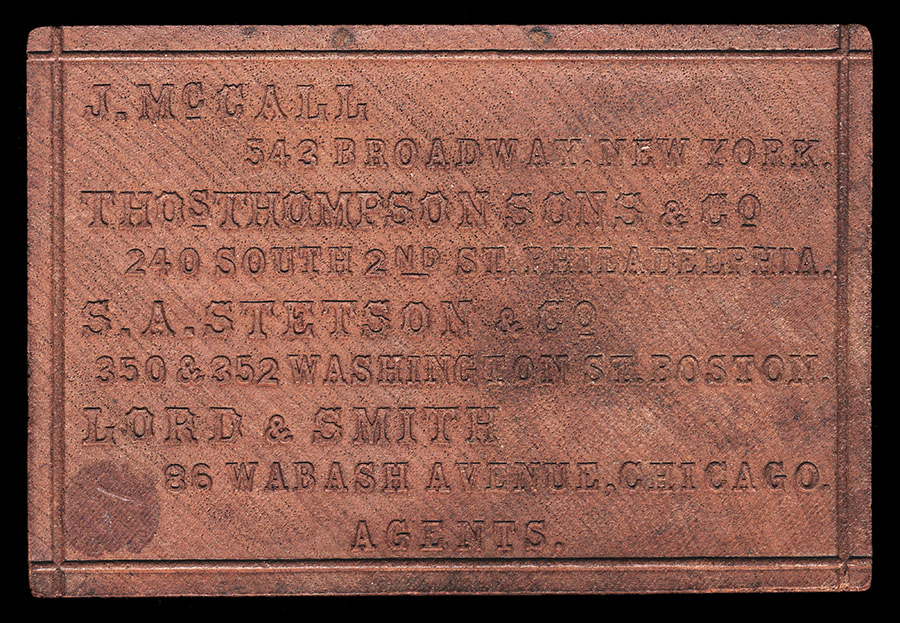 J. McCALL
543 BROADWAY. NEW YORK.
THOS THOMPSON SONS & CO
240 SOUTH 2ND ST. PHILADELPHIA.
S. A. STETSON & CO
350 & 352 WASHINGTON ST. BOSTON.
LORD & SMITH
86 WABASH AVENUE, CHICAGO.
AGENTS.